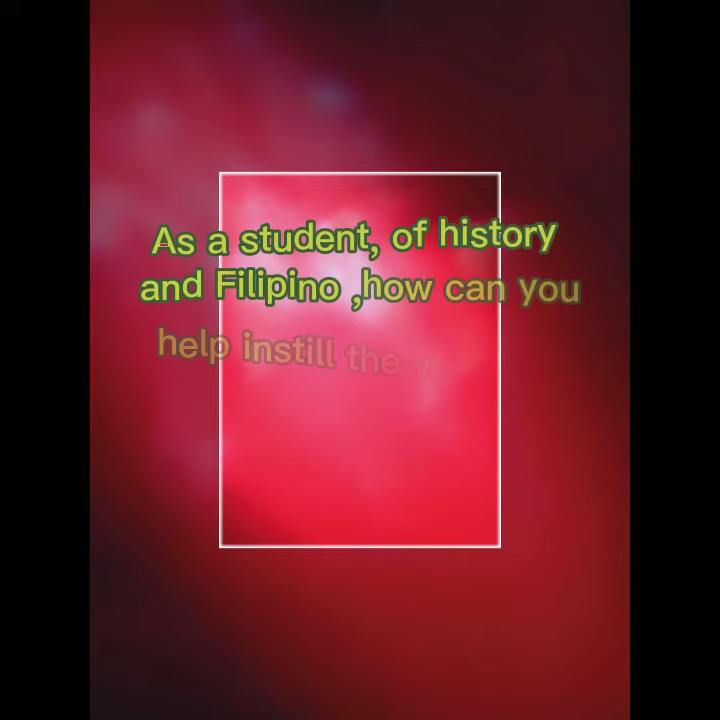 As a student, of history
and Filipino ,how can you
help instill the